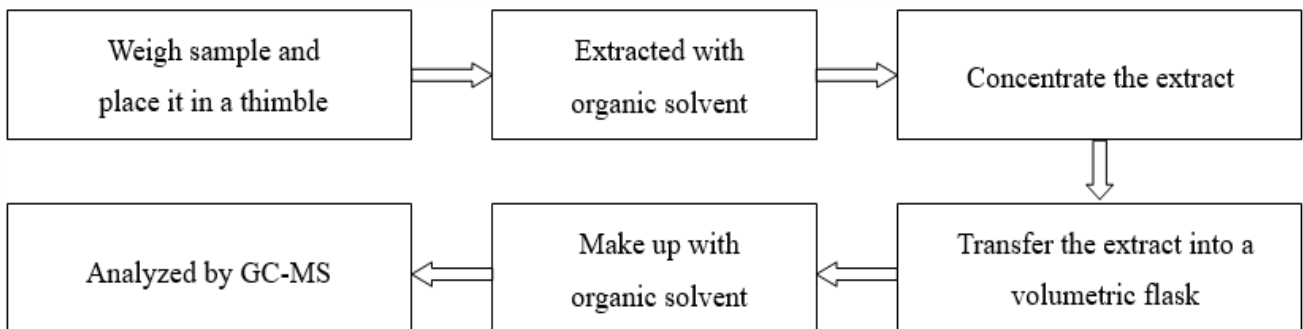 Weigh sample and
place it in a thimble
Extracted with
organic solvent
Concentrate the extract
Transfer the extract into a
volumetric flask
Make up with
organic solvent
Analyzed by GC-MS